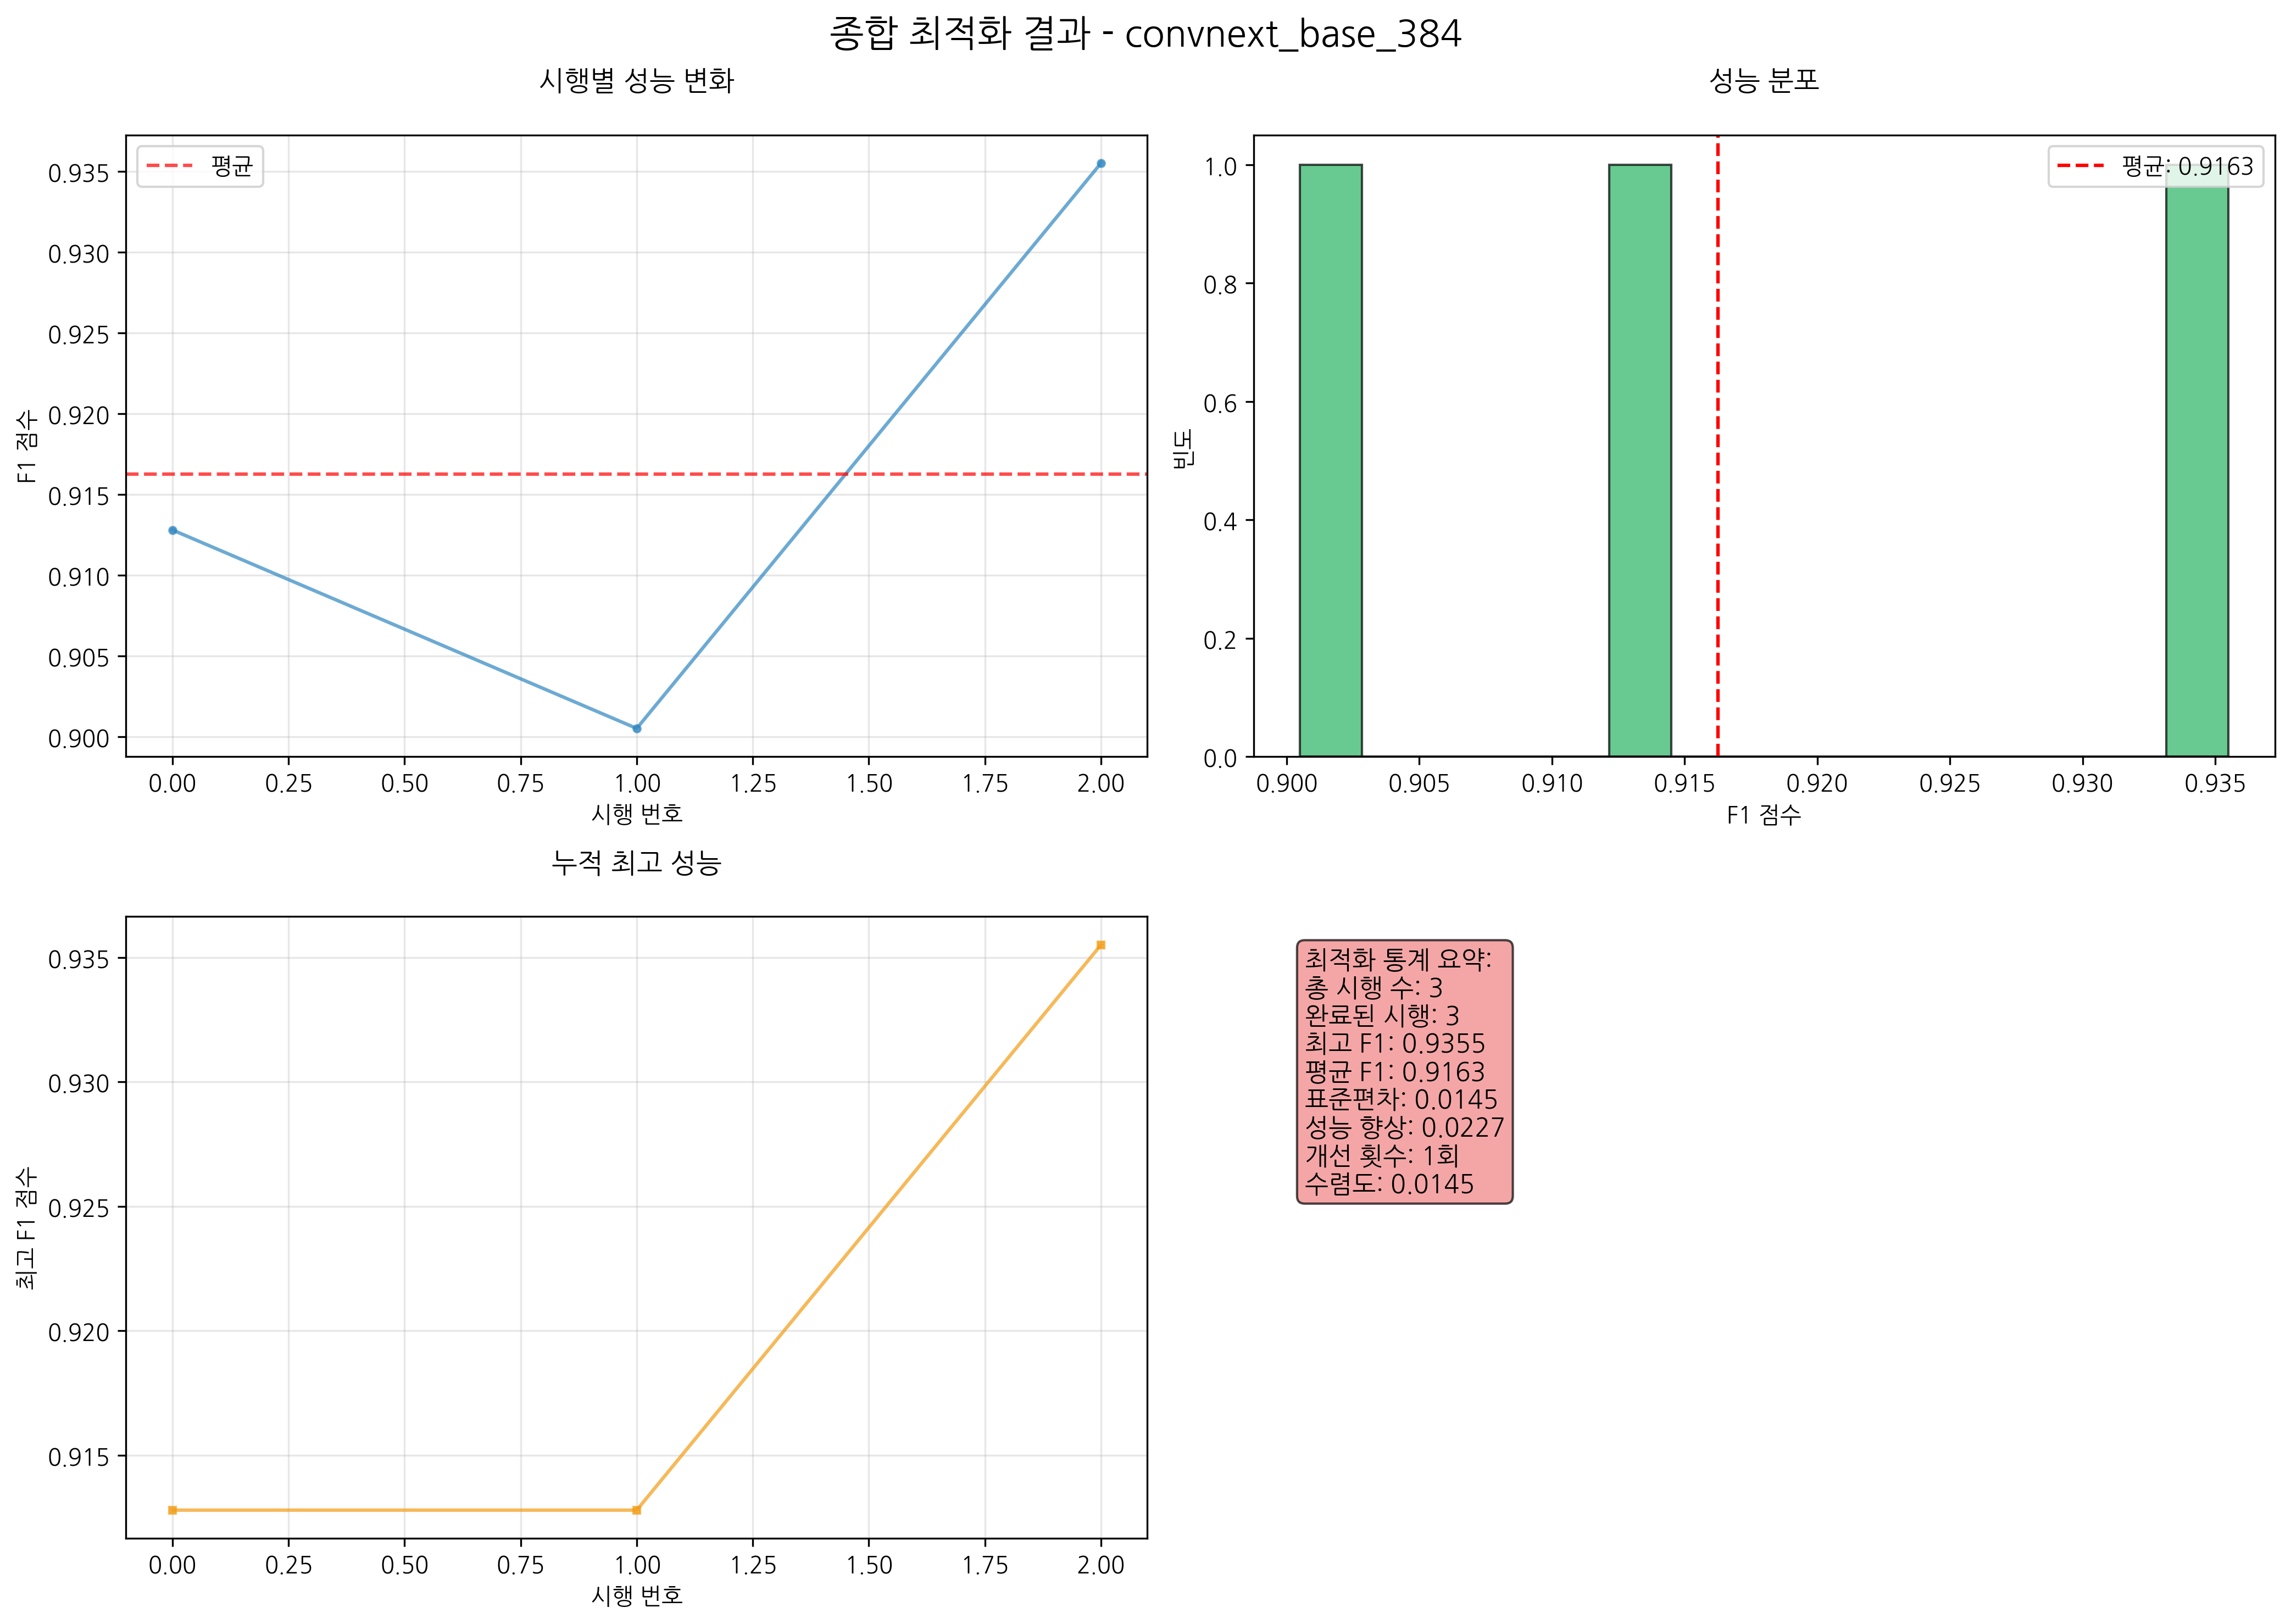 종합 최적화 결과 - convnext_base_384
시행별 성능 변화
평균
0.935
0.930
0.925
0.920
0.915
0.910
0.905
0.900
F1 점수
0.00 0.25 0.50 0.75 1.00 1.25 1.50 1.75 2.00
시행 번호
성능 분포
평균: 0.9163
1.0
0.8
0.6
0.4
0.2
0.0
빈도
0.900 0.905 0.910 0.915 0.920 0.925 0.930 0.935
F1 점수
누적 최고 성능
0.935
0.930
0.925
0.920
0.915
최고 F1 점수
0.00 0.25 0.50 0.75 1.00 1.25 1.50 1.75 2.00
시행 번호
최적화 통계 요약:
총 시행 수: 3
완료된 시행: 3
최고 F1: 0.9355
평균 F1: 0.9163
표준편차: 0.0145
성능 향상: 0.0227
개선 횟수: 1회
수렴도: 0.0145